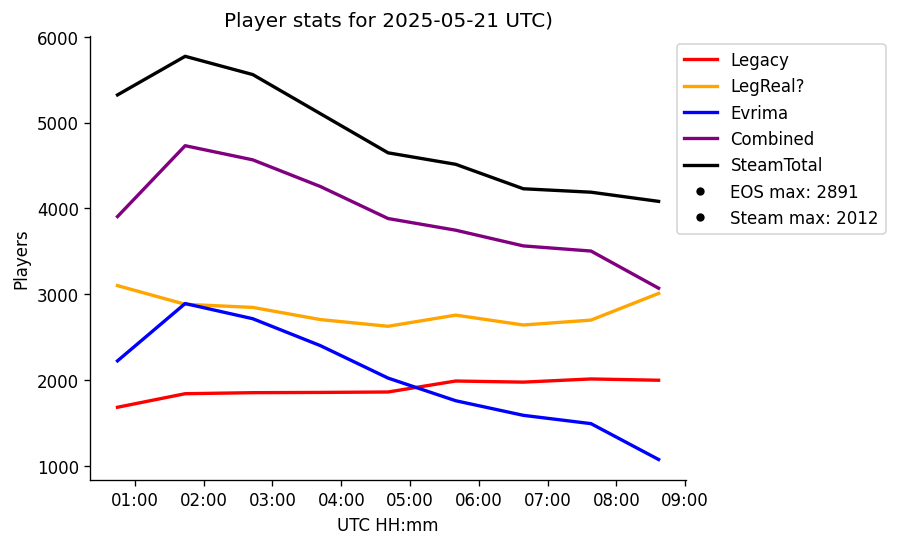 Player stats for 2025-05-21 UTC)
6000
5000
4000
3000
2000
1000
Players
01:00 02:00 03:00 04:00 05:00 06:00 07:00 08:00 09:00
UTC HH:mm
Legacy
LegReal?
Evrima
Combined
SteamTotal
EOS max: 2891
Steam max: 2012